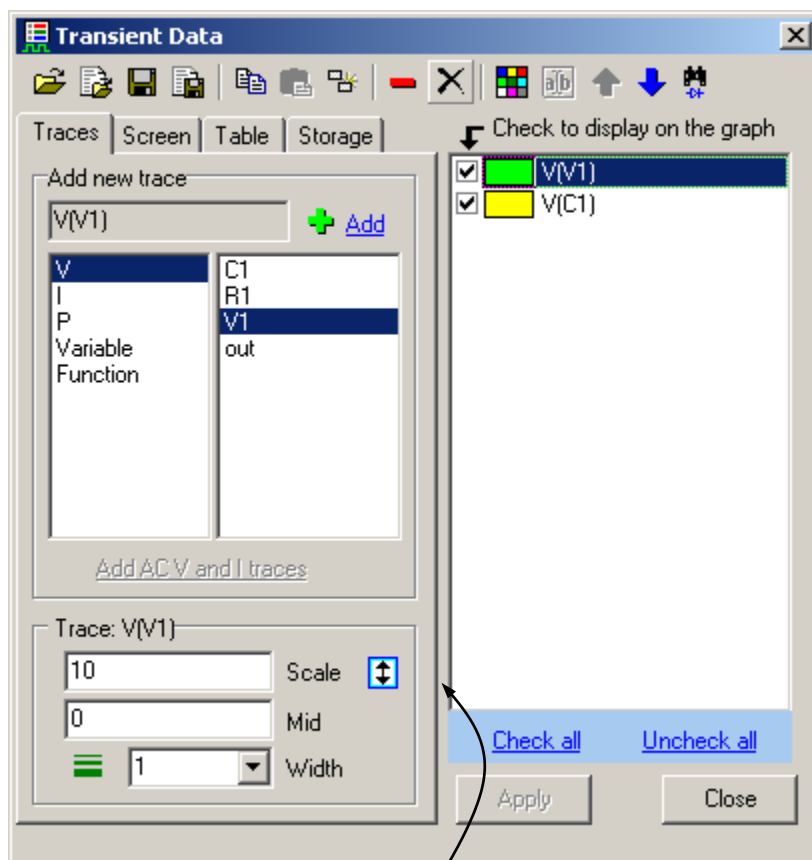 Transient Data
Traces Screen Table Storage
Check to display on the graph
Add new trace
V(V1)
Add
V
I
P
Variable
Function
C1
R1
V1
out
Add AC V and I traces
Trace: V(V1)
10 Scale
0 Mid
1 Width
V(V1)
V(C1)
Check all Uncheck all
Apply Close